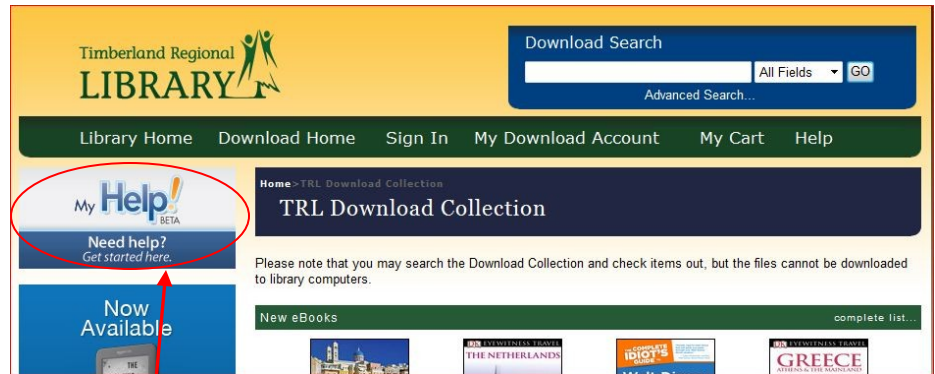 Timberland Regional
LIBRARY
Download Search
All Fields GO
Advanced Search...
Library Home Download Home Sign In My Download Account My Cart Help
My Help!
BETA
Need help?
Get started here.
Home>TRL Download Collection
TRL Download Collection
Please note that you may search the Download Collection and check items out, but the files cannot be downloaded
to library computers.
Now
Available
New eBooks complete list...
EYEWITNESS TRAVEL
THE NETHERLANDS
THE COMPLETE
IDIOT'S
GUIDE
EYEWITNESS TRAVEL
GREECE
ATHENS & THE MAINLAND
THE